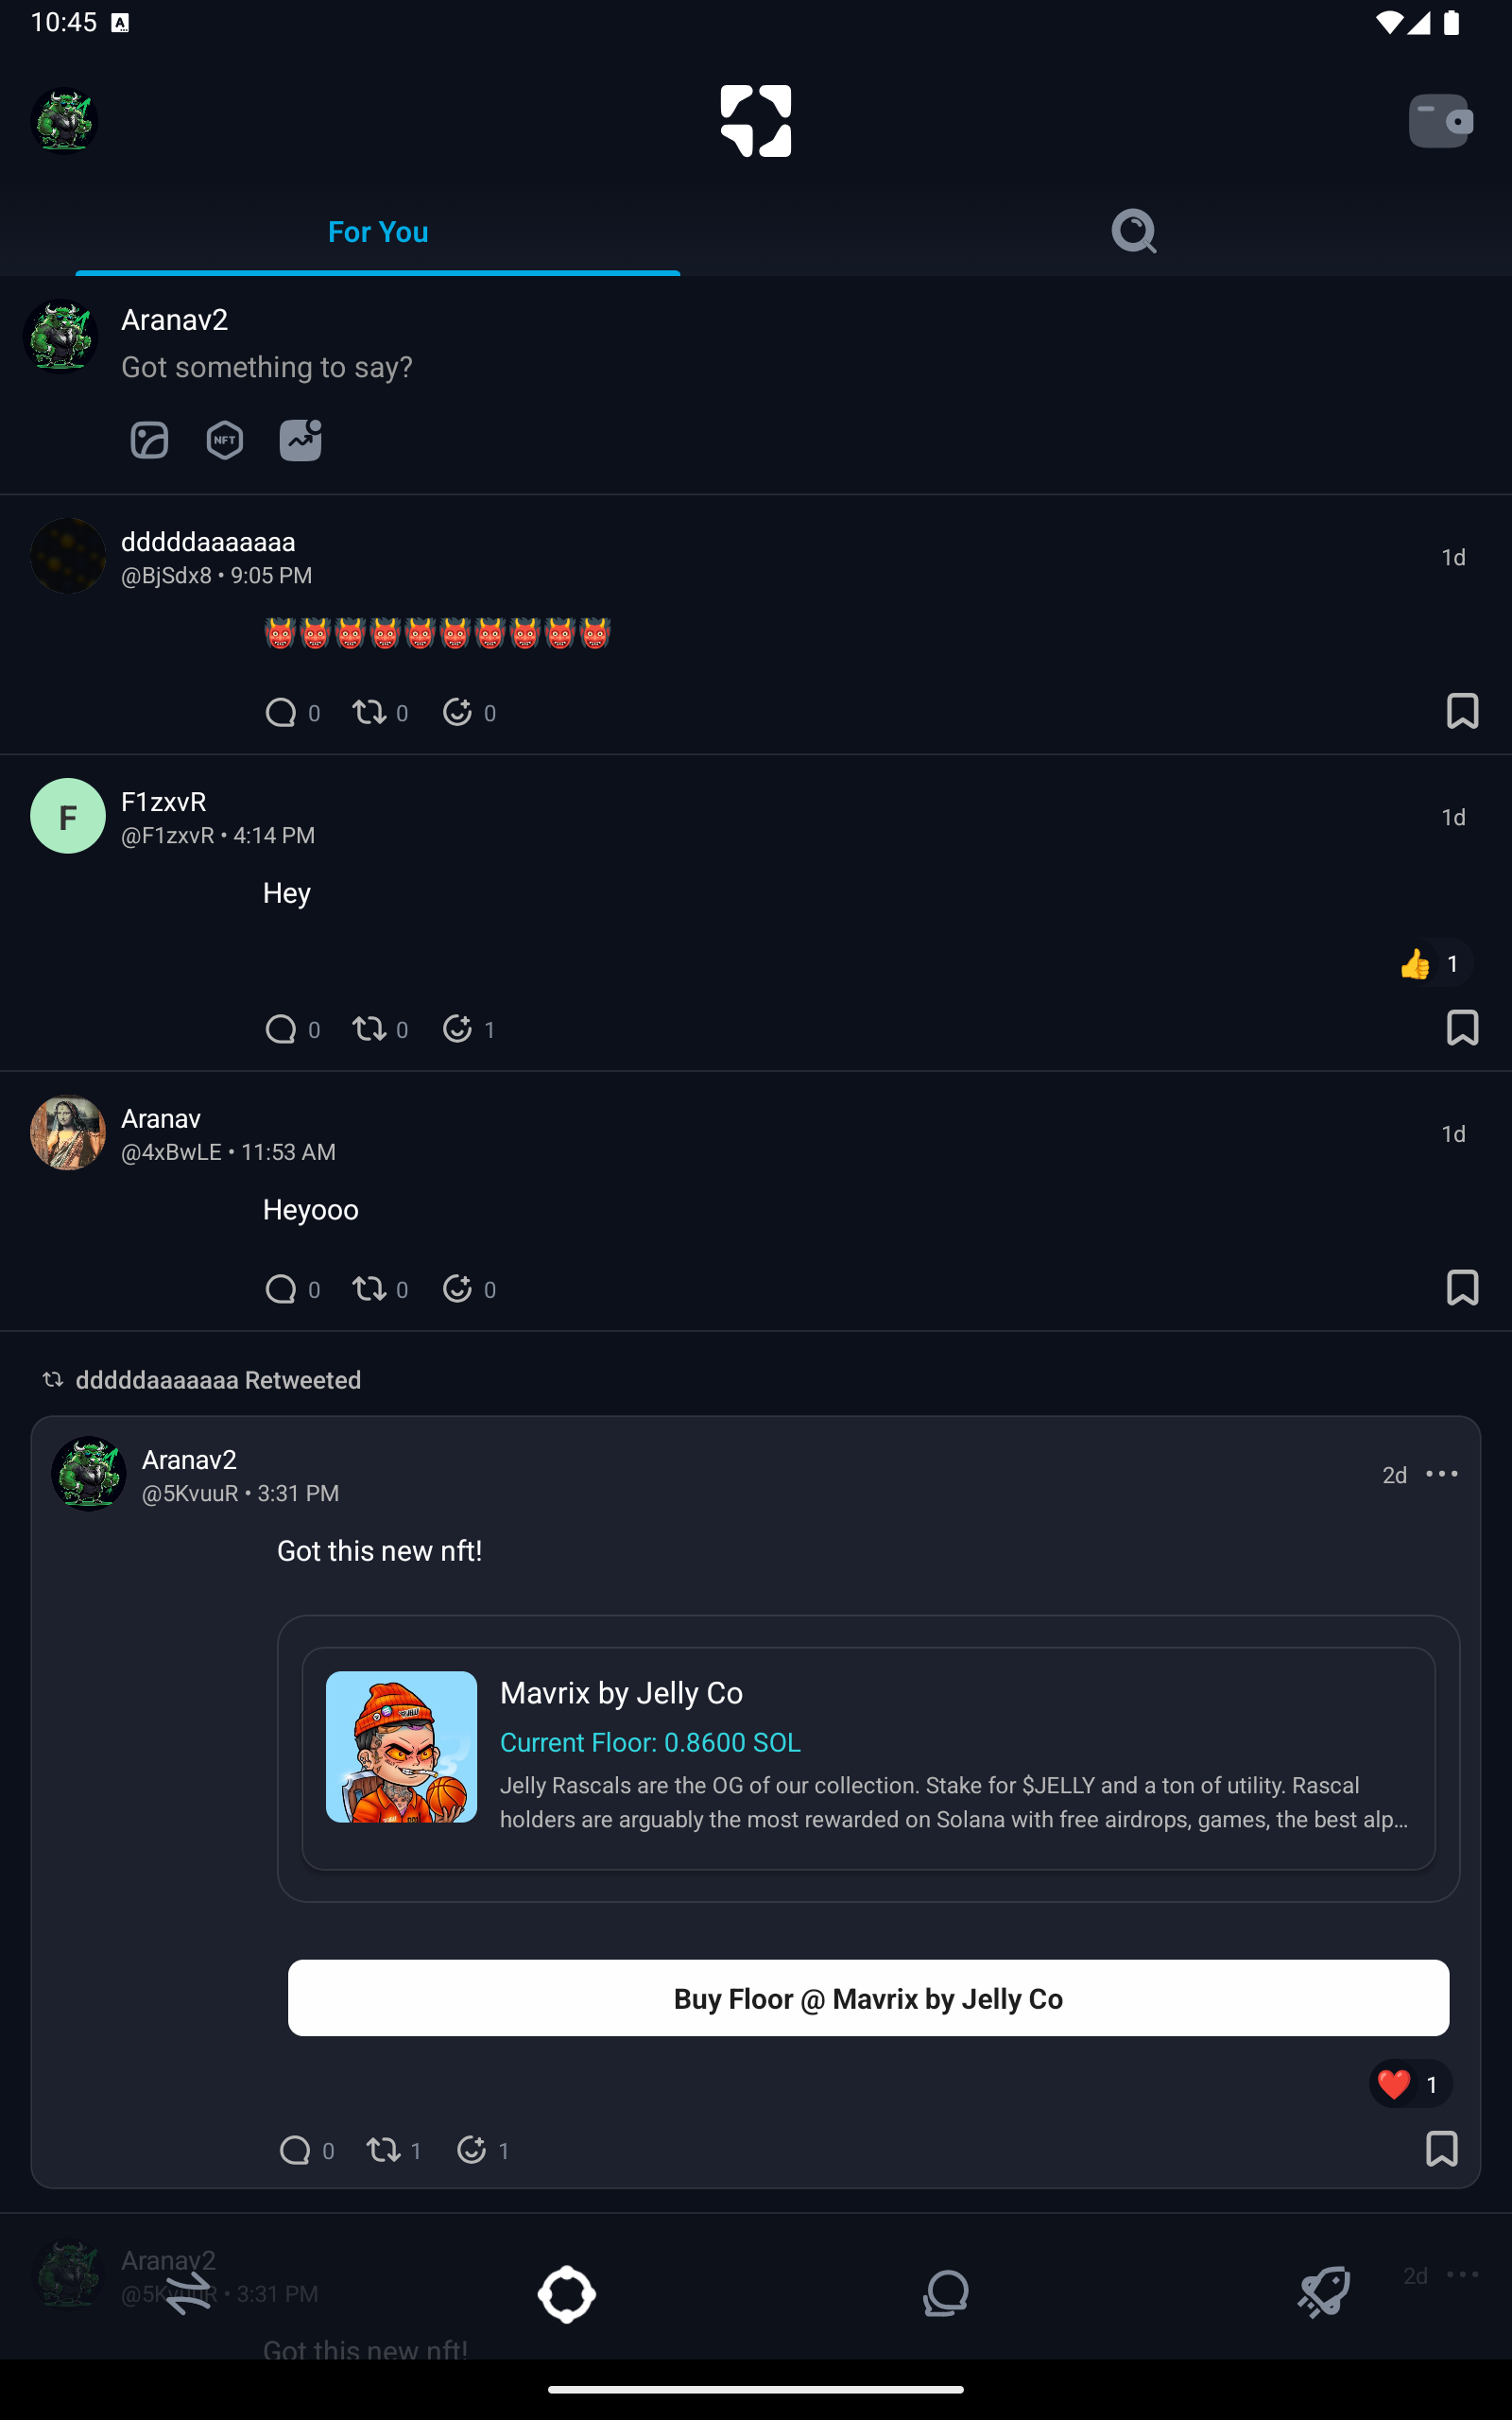 10:45
For You
Aranav2
Got something to say?
NFT
dddddaaaaaaa
@BjSdx8 • 9:05 PM
1d
👹👹👹👹👹👹👹👹👹👹
0 0 0
F
F1zxvR
@F1zxvR • 4:14 PM
1d
Hey
👍 1
0 0 1
Aranav
@4xBwLE • 11:53 AM
1d
Heyooo
0 0 0
dddddaaaaaaa Retweeted
Aranav2
@5KvuuR • 3:31 PM
2d
Got this new nft!
Mavrix by Jelly Co
Current Floor: 0.8600 SOL
Jelly Rascals are the OG of our collection. Stake for $JELLY and a ton of utility. Rascal
holders are arguably the most rewarded on Solana with free airdrops, games, the best alp...
Buy Floor @ Mavrix by Jelly Co
❤️ 1
0 1 1
Aranav2
@5KvuuR • 3:31 PM
2d
Got this new nft!